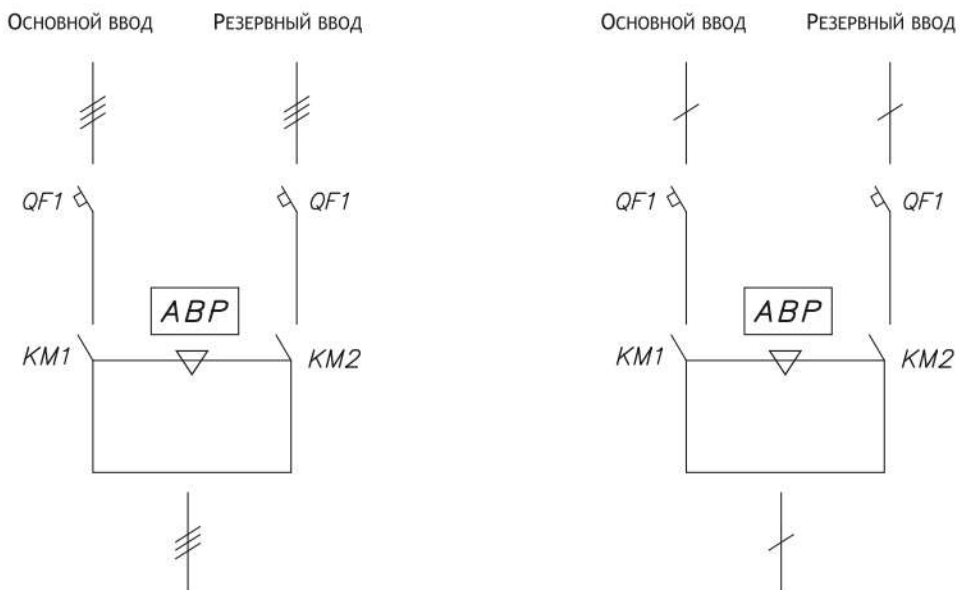 Основной ввод Резервный ввод Основной ввод Резервный ввод
QF1 QF1 QF1 QF1
АВР АВР
KM1 KM2 KM1 KM2